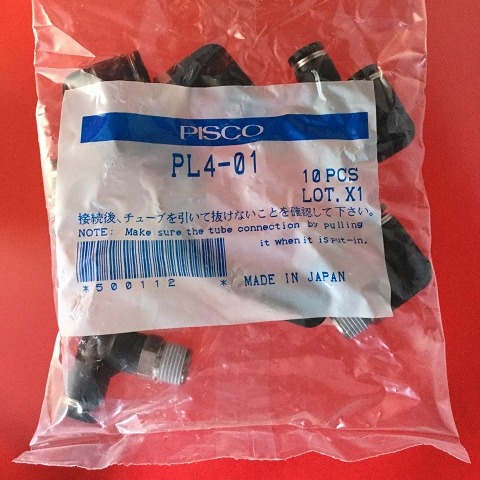 PISCO
PL4-01
10PCS
LOT. X1
接続後、チューブを引いて抜けないことを確認して下さい。
NOTE: Make sure the tube connection by pulling
it when it is put-in.
*500112*
MADE IN JAPAN